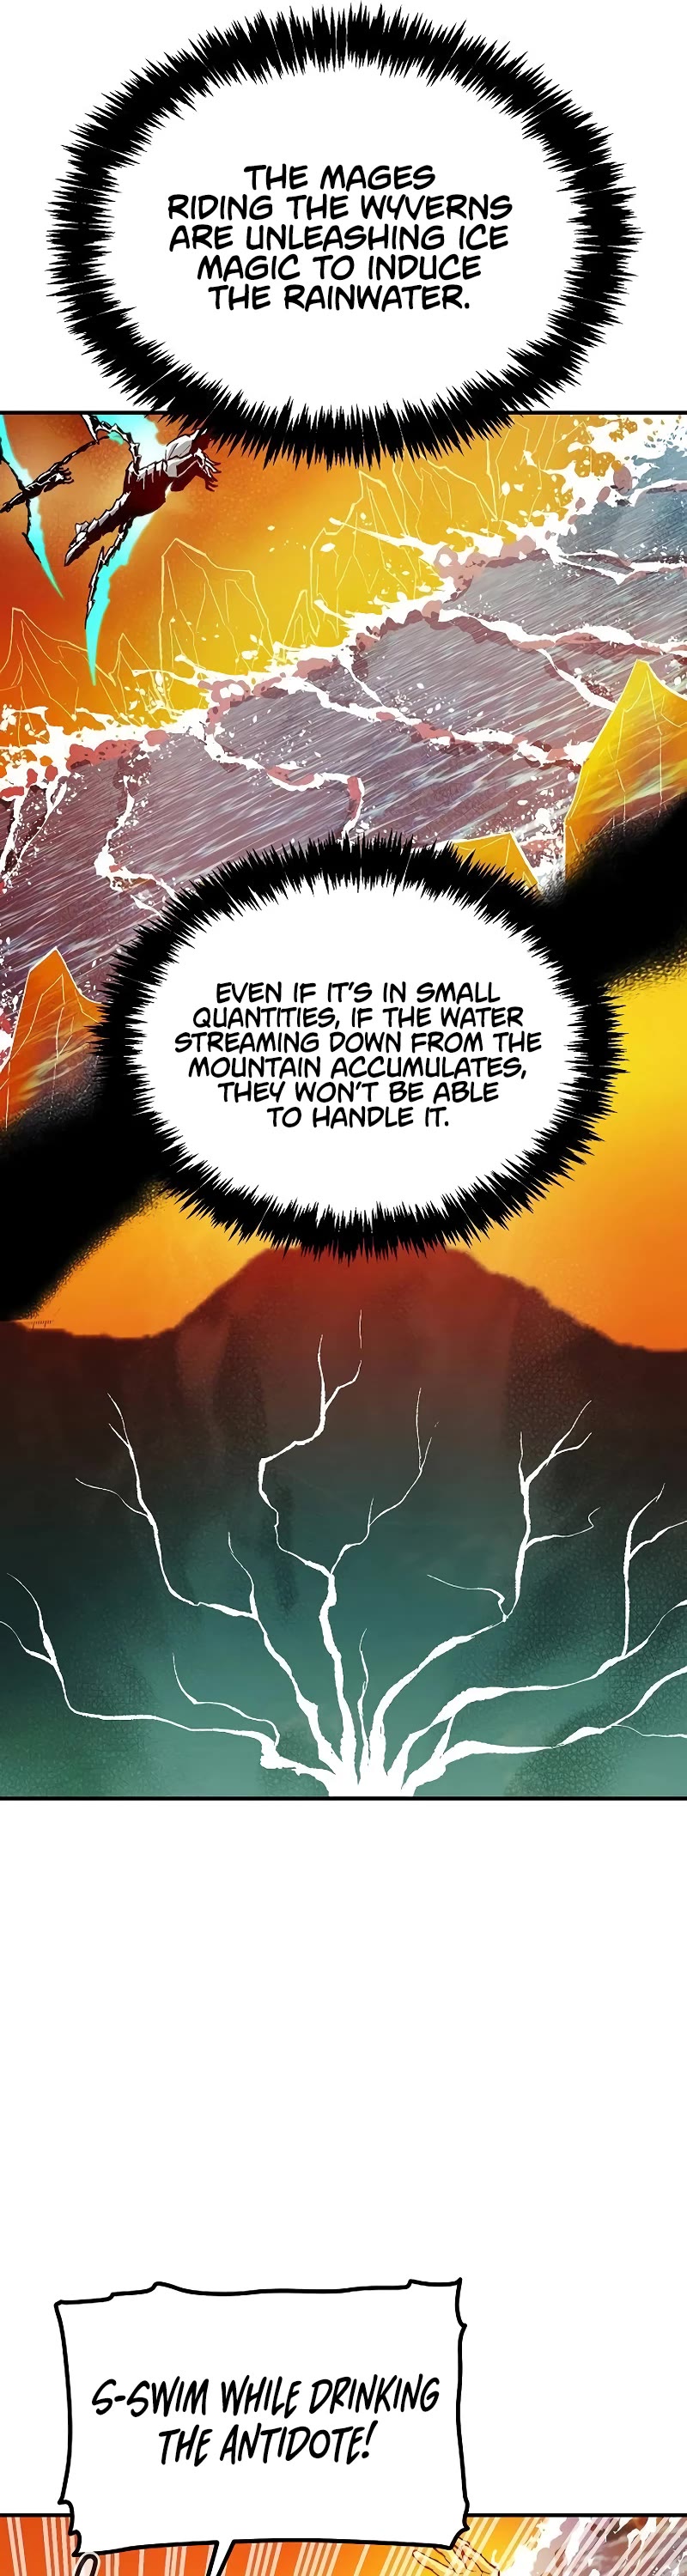 THE MAGES
RIDING THE WYVERNS
ARE UNLEASHING ICE
MAGIC TO INDUCE
THE RAINWATER.
EVEN IF IT'S IN SMALL
QUANTITIES, IF THE WATER
STREAMING DOWN FROM THE
MOUNTAIN ACCUMULATES,
THEY WON'T BE ABLE
TO HANDLE IT.
S-SWIM WHILE DRINKING
THE ANTIDOTE!